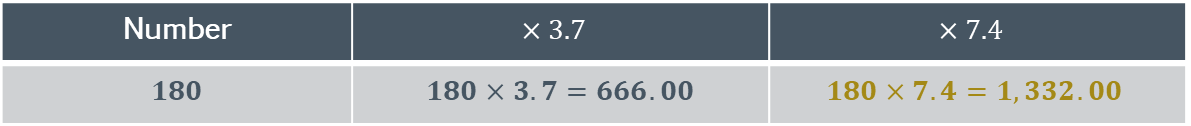 Number × 3.7 × 7.4
180 180 × 3.7 = 666.00 180 × 7.4 = 1,332.00